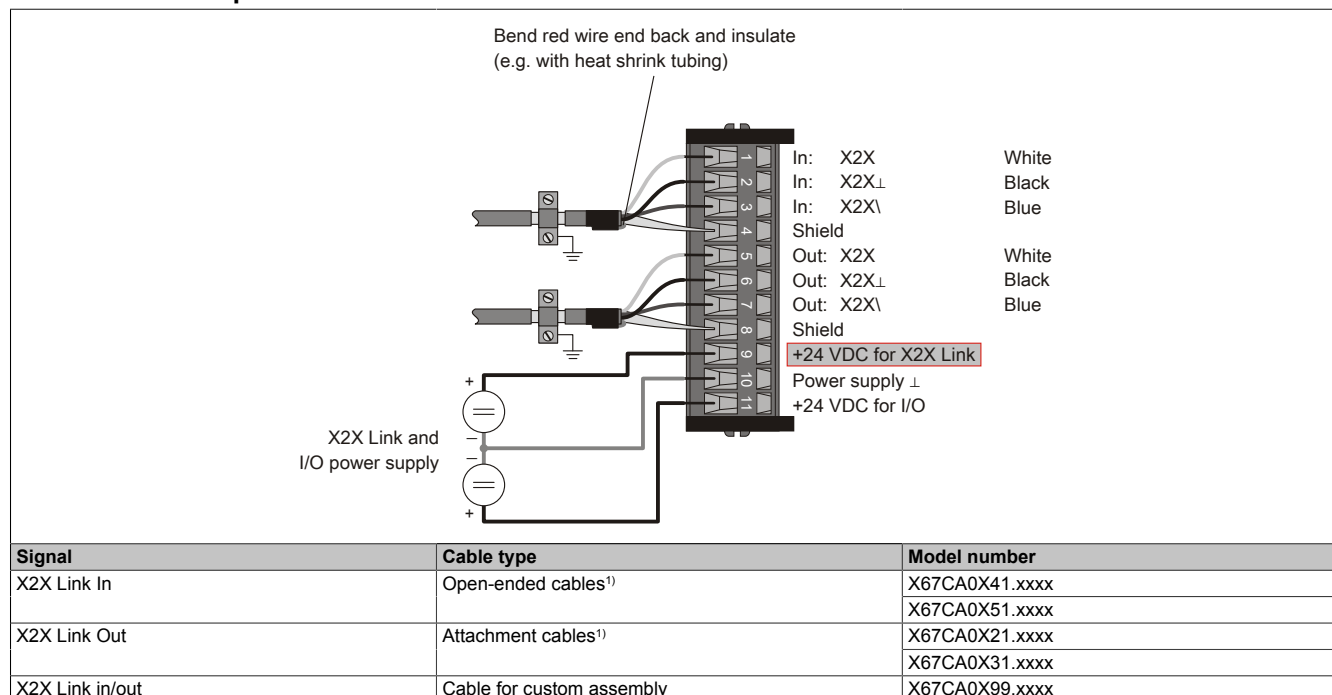 Bend red wire end back and insulate
(e.g. with heat shrink tubing)
1 In: X2X White
2 In: X2X⊥ Black
3 In: X2X\ Blue
4 Shield
5 Out: X2X White
6 Out: X2X⊥ Black
7 Out: X2X\ Blue
8 Shield
9 +24 VDC for X2X Link
10 Power supply ⊥
11 +24 VDC for I/O
+
X2X Link and –
I/O power supply –
+
Signal Cable type Model number
X2X Link In Open-ended cables1) X67CA0X41.xxxx
X67CA0X51.xxxx
X2X Link Out Attachment cables1) X67CA0X21.xxxx
X67CA0X31.xxxx
X2X Link in/out Cable for custom assembly X67CA0X99.xxxx